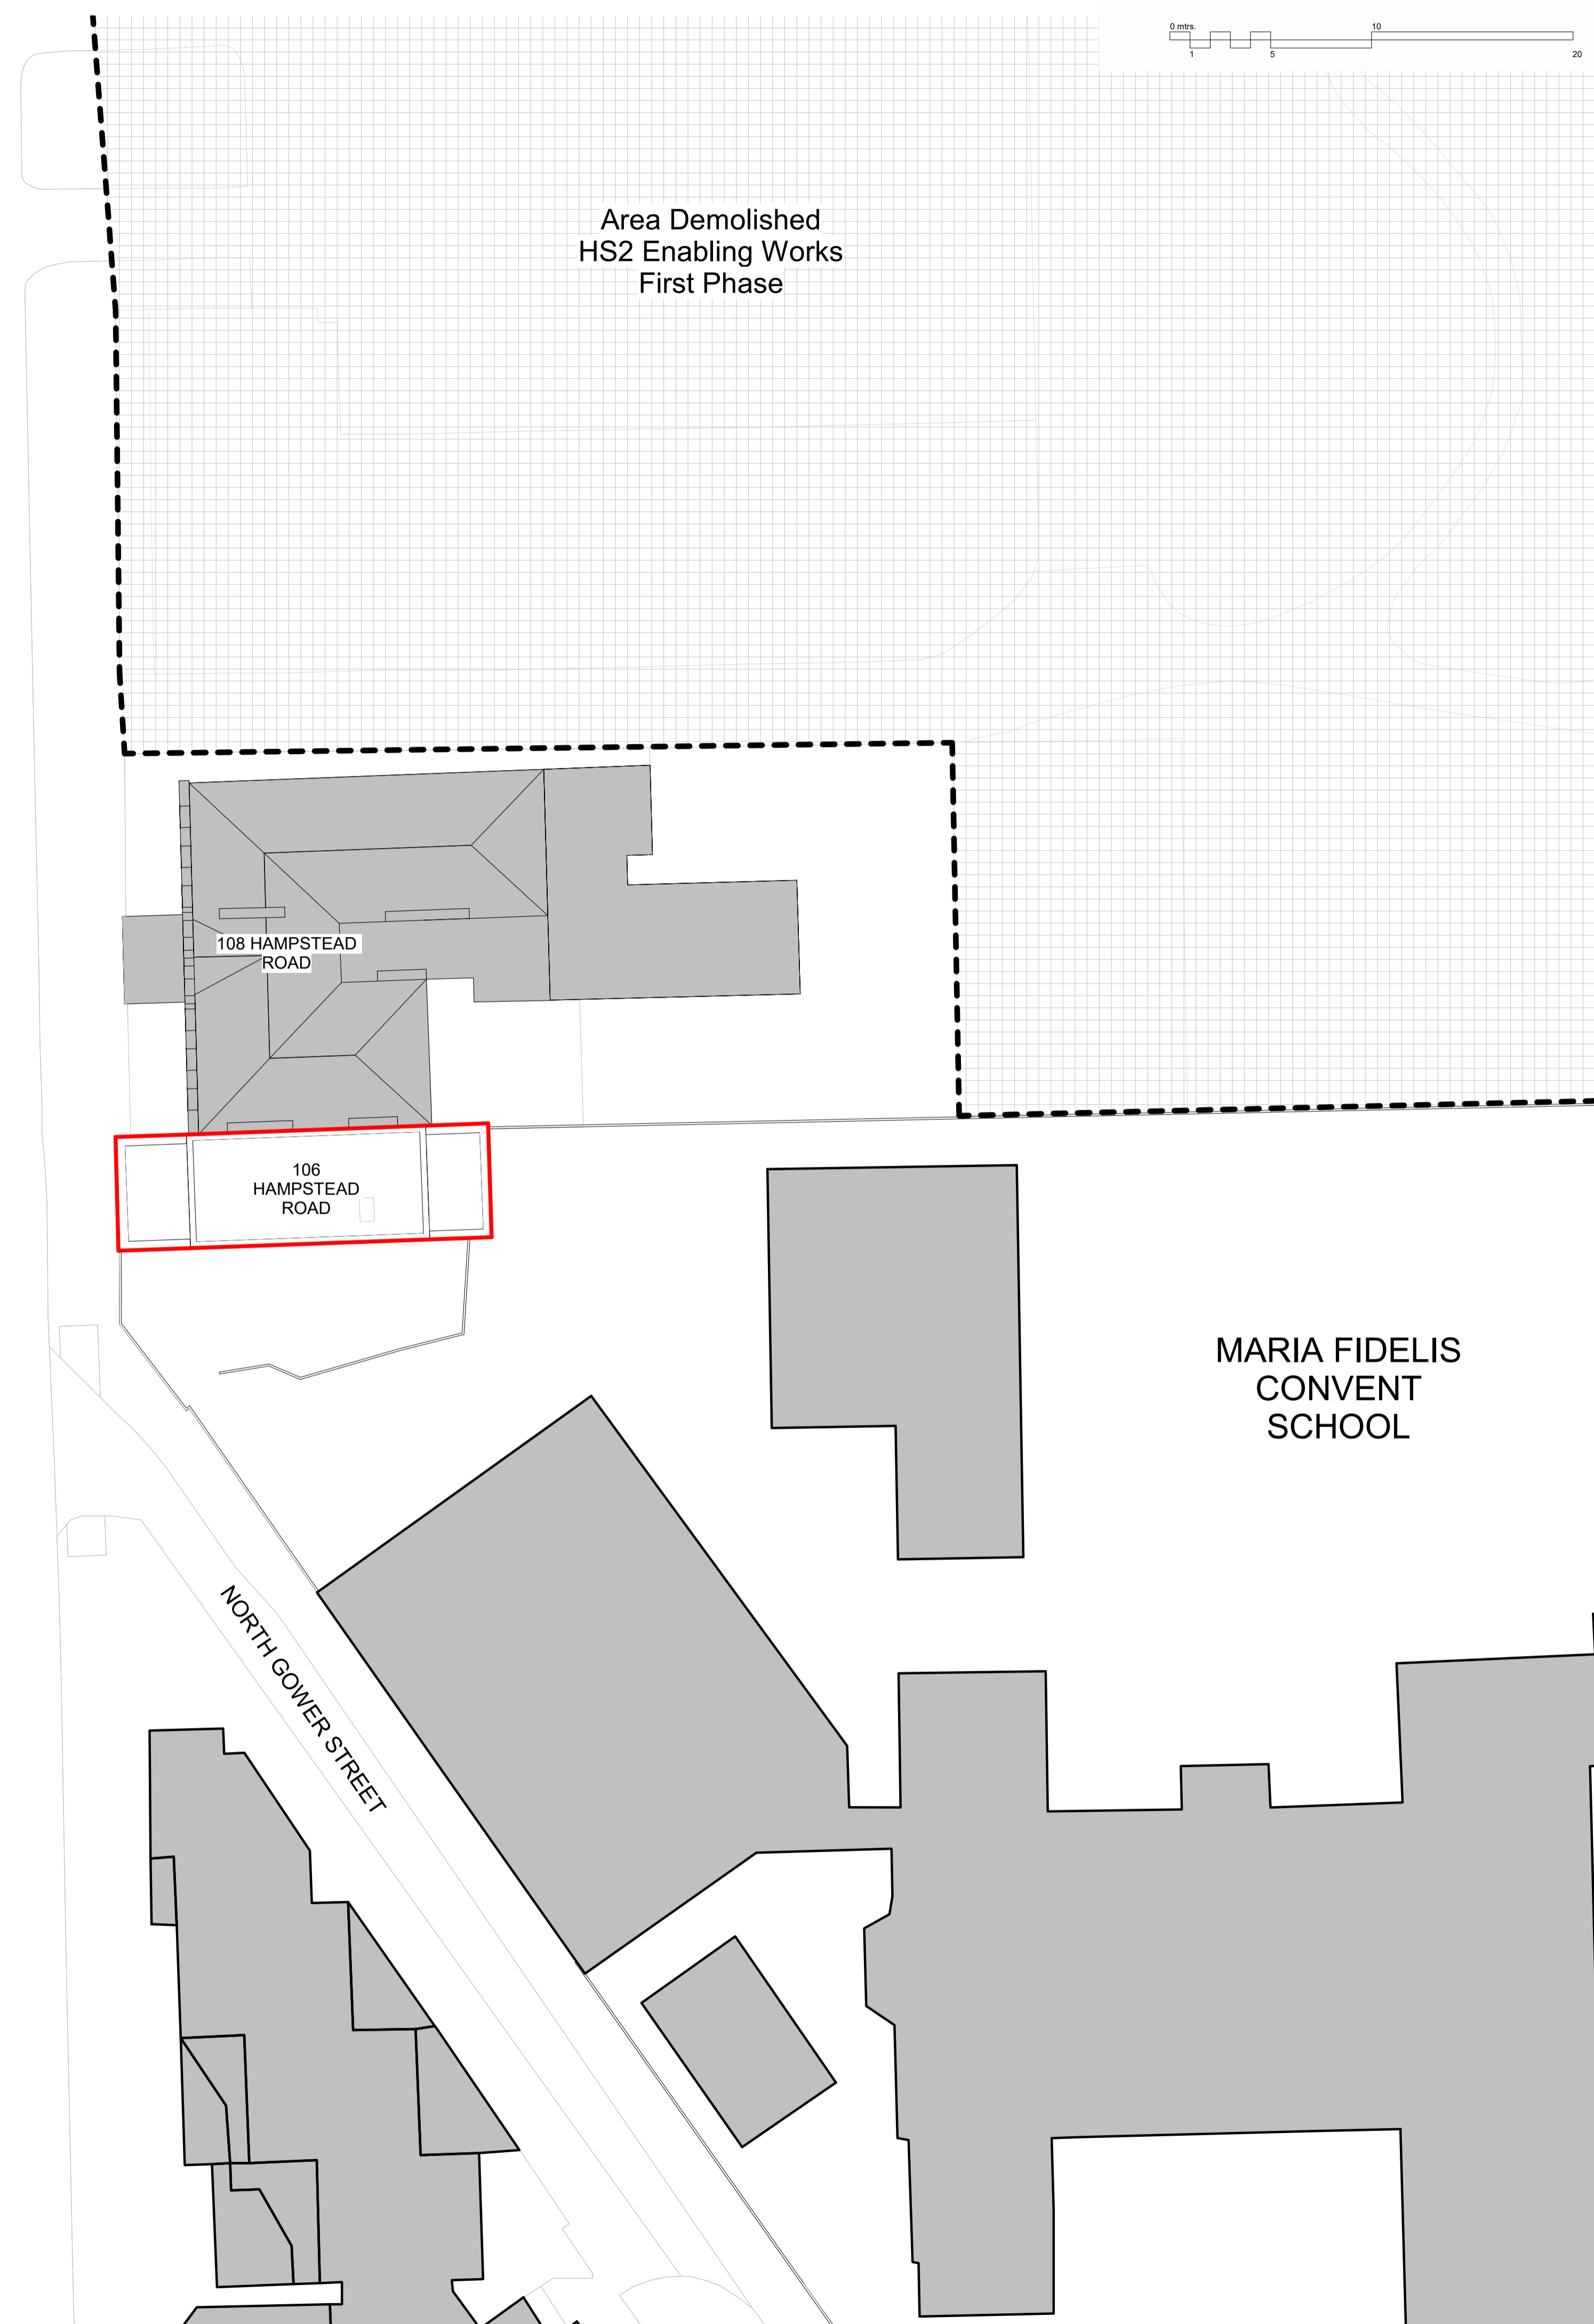 0 mtrs.
10
1
5
20
Area Demolished
HS2 Enabling Works
First Phase
108 HAMPSTEAD
ROAD
106
HAMPSTEAD
ROAD
MARIA FIDELIS
CONVENT
SCHOOL
NORTH GOWER STREET